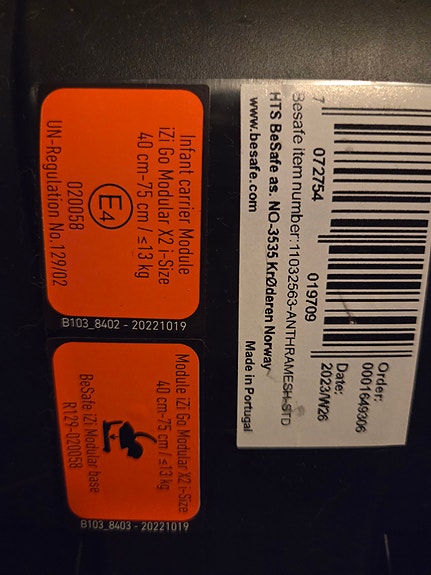 Infant carrier Module
iZi Go Modular X2 i-Size
40 cm-75 cm / ≤13 kg
E4
020058
UN-Regulation No.129/02
B103_8402 - 20221019
Module iZi Go Modular X2 i-Size
40 cm-75 cm / ≤13 kg
BeSafe iZi Modular base
R129-020058
B103_8403 - 20221019
7 072754 019709
Order:
0001649306
Date:
2023/W26
Besafe item number:11032563-ANTHRAMESH-STD
HTS BeSafe as. NO-3535 KrØderen Norway
www.besafe.com
Made in Portugal